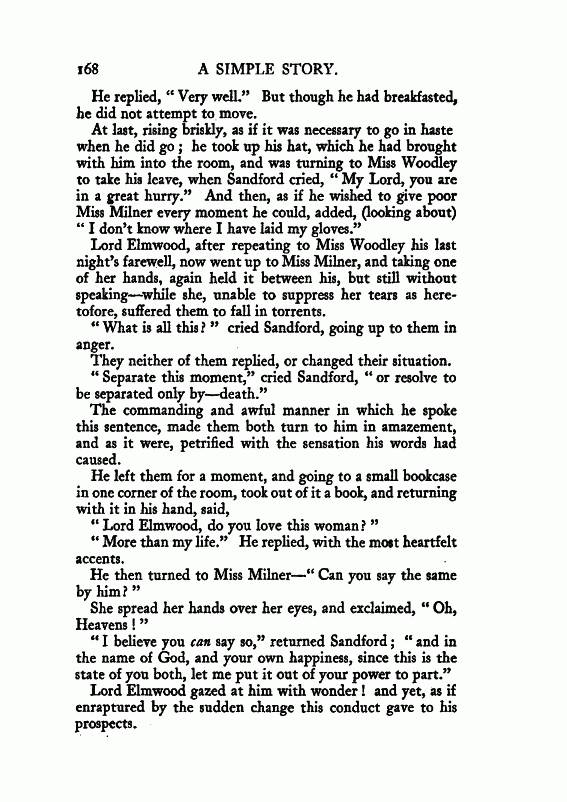 168 A SIMPLE STORY.
He replied, “ Very well.” But though he had breakfasted,
he did not attempt to move.
At last, rising briskly, as if it was necessary to go in haste
when he did go ; he took up his hat, which he had brought
with him into the room, and was turning to Miss Woodley
to take his leave, when Sandford cried, “ My Lord, you are
in a great hurry.” And then, as if he wished to give poor
Miss Milner every moment he could, added, (looking about)
“ I don’t know where I have laid my gloves.”
Lord Elmwood, after repeating to Miss Woodley his last
night’s farewell, now went up to Miss Milner, and taking one
of her hands, again held it between his, but still without
speaking—while she, unable to suppress her tears as here-
tofore, suffered them to fall in torrents.
“ What is all this ? ” cried Sandford, going up to them in
anger.
They neither of them replied, or changed their situation.
“ Separate this moment,” cried Sandford, “ or resolve to
be separated only by—death.”
The commanding and awful manner in which he spoke
this sentence, made them both turn to him in amazement,
and as it were, petrified with the sensation his words had
caused.
He left them for a moment, and going to a small bookcase
in one corner of the room, took out of it a book, and returning
with it in his hand, said,
“ Lord Elmwood, do you love this woman ? ”
“ More than my life.” He replied, with the most heartfelt
accents.
He then turned to Miss Milner—“ Can you say the same
by him ? ”
She spread her hands over her eyes, and exclaimed, “ Oh,
Heavens ! ”
“ I believe you can say so,” returned Sandford ; “ and in
the name of God, and your own happiness, since this is the
state of you both, let me put it out of your power to part.”
Lord Elmwood gazed at him with wonder ! and yet, as if
enraptured by the sudden change this conduct gave to his
prospects.